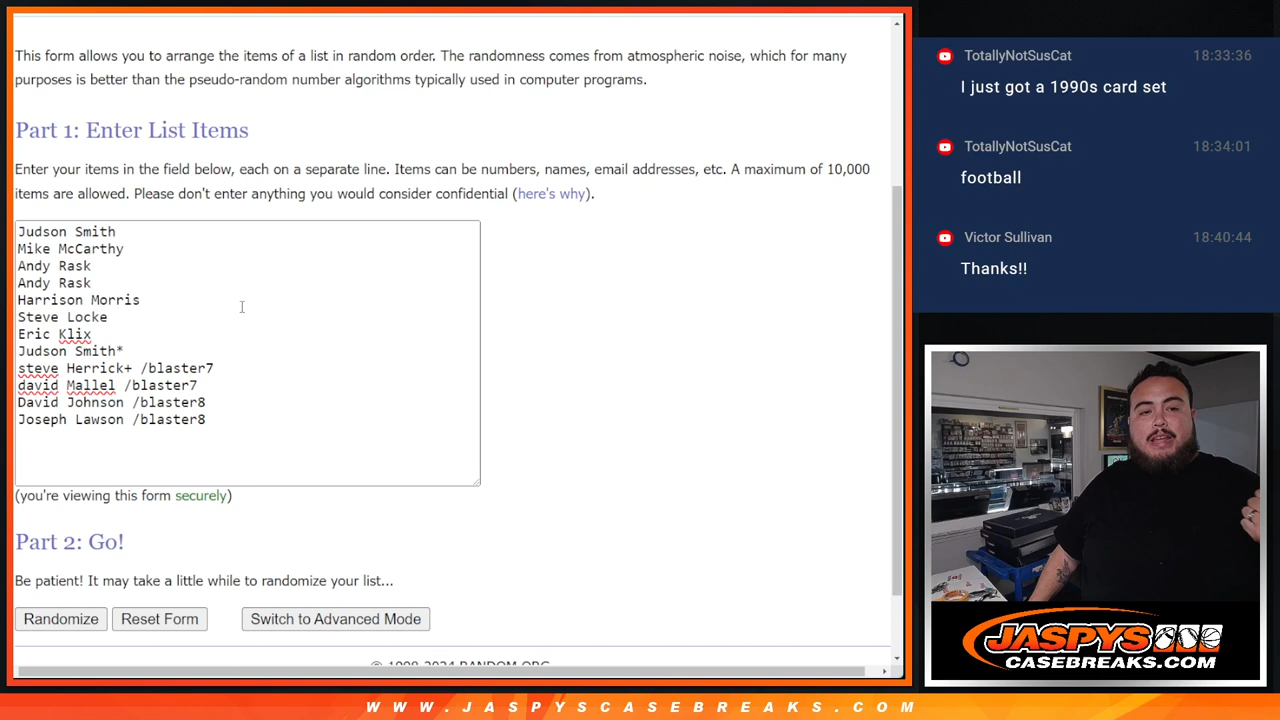 This form allows you to arrange the items of a list in random order. The randomness comes from atmospheric noise, which for many
purposes is better than the pseudo-random number algorithms typically used in computer programs.
Part 1: Enter List Items
Enter your items in the field below, each on a separate line. Items can be numbers, names, email addresses, etc. A maximum of 10,000
items are allowed. Please don't enter anything you would consider confidential (here's why).
Judson Smith
Mike McCarthy
Andy Rask
Andy Rask
Harrison Morris
Steve Locke
Eric Klix
Judson Smith*
steve Herrick+ /blaster7
david Mallel /blaster7
David Johnson /blaster8
Joseph Lawson /blaster8
(you're viewing this form securely)
Part 2: Go!
Be patient! It may take a little while to randomize your list...
Randomize
Reset Form
Switch to Advanced Mode
© 1998-2024 RANDOM.ORG
TotallyNotSusCat 18:33:36
I just got a 1990s card set
TotallyNotSusCat 18:34:01
football
Victor Sullivan 18:40:44
Thanks!!
JASPYS
CASEBREAKS.COM
WWW.JASPYSCASEBREAKS.COM